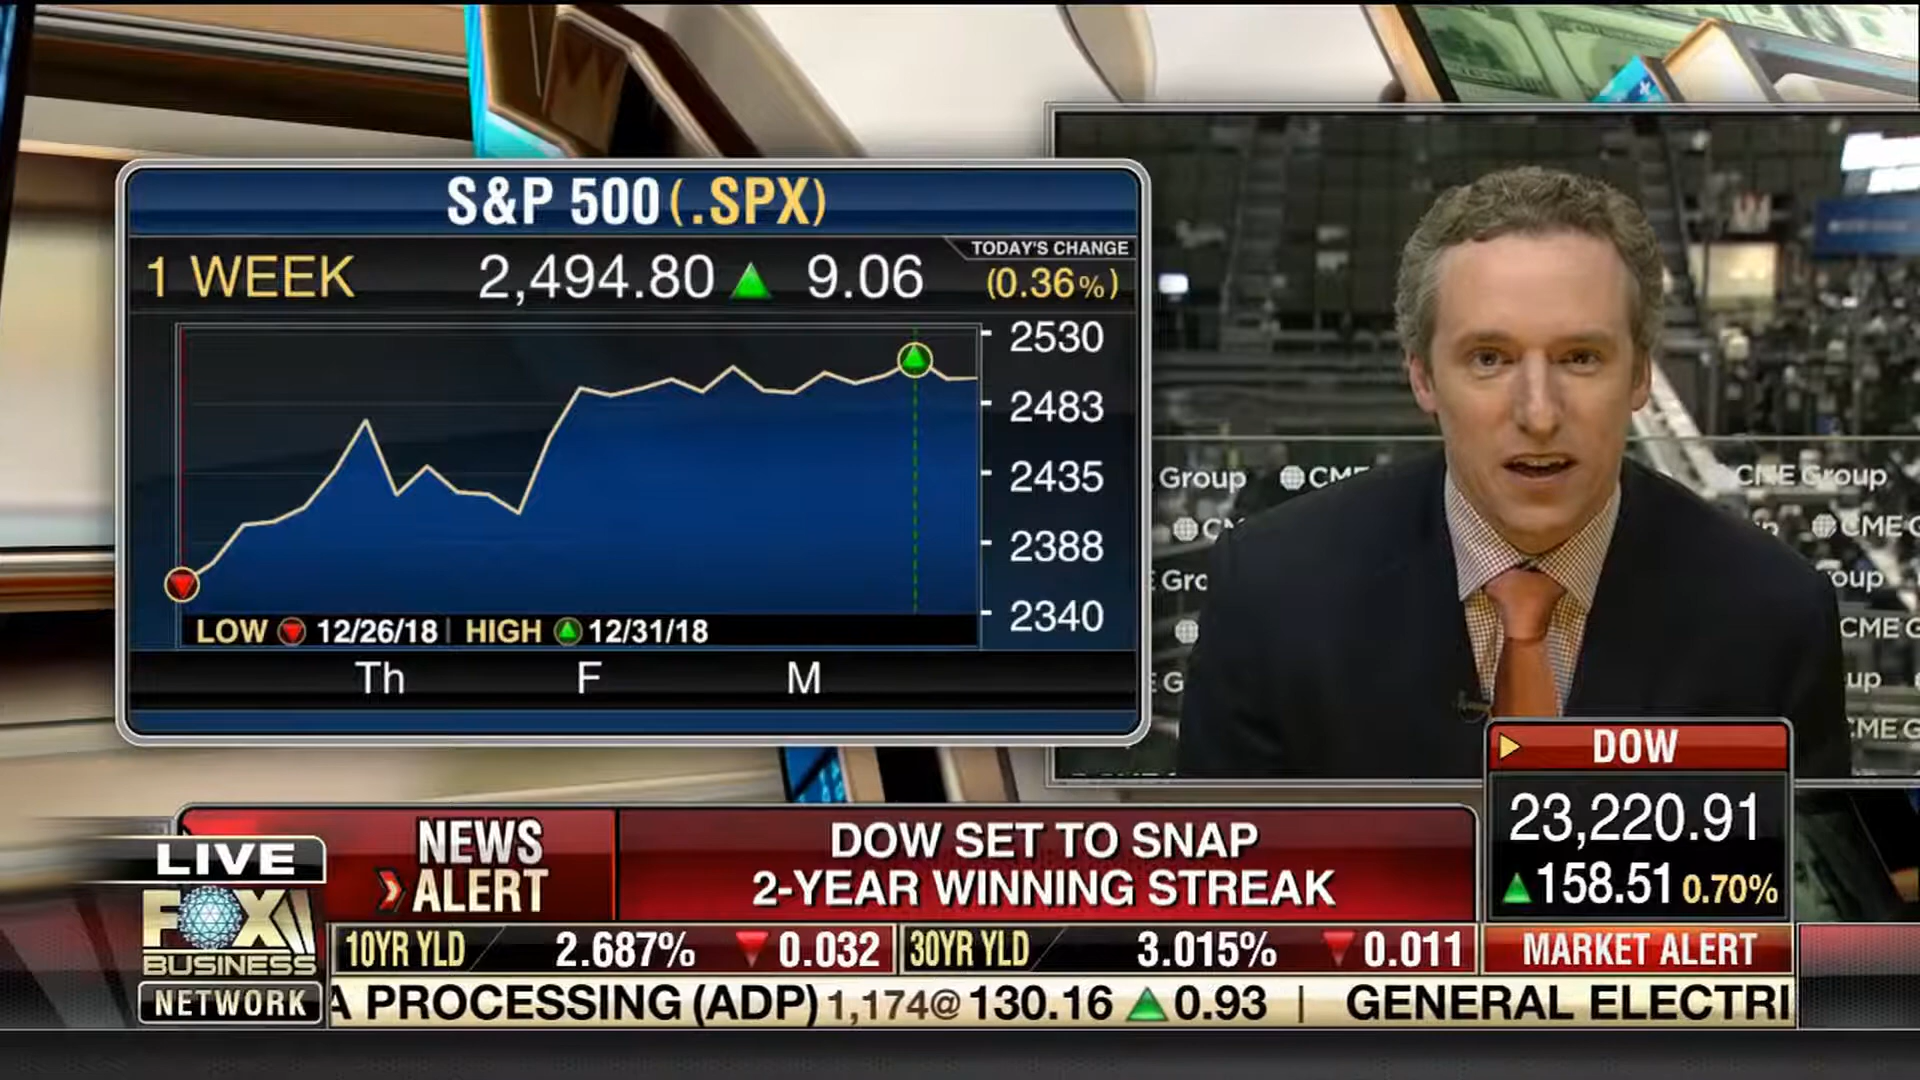 S&P 500 (.SPX)
1 WEEK 2,494.80 9.06
TODAY'S CHANGE
(0.36%)
2530
2483
2435
2388
2340
LOW 12/26/18 | HIGH 12/31/18
Th F M
Group CME
CME Group
CME
Group
CME
CME G
DOW
23,220.91
158.51 0.70%
MARKET ALERT
LIVE
FOX
BUSINESS
NETWORK
NEWS
ALERT
DOW SET TO SNAP
2-YEAR WINNING STREAK
10YR YLD 2.687% 0.032 30YR YLD 3.015% 0.011
A PROCESSING (ADP) 1,174@ 130.16 0.93 | GENERAL ELECTRI